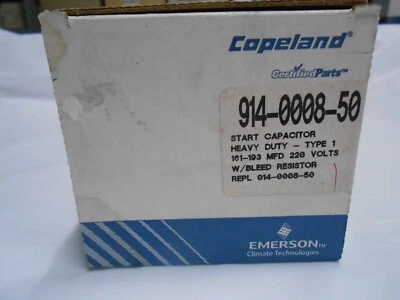 Copeland®
CertifiedParts™
914-0008-50
START CAPACITOR
HEAVY DUTY - TYPE 1
161-193 MFD 220 VOLTS
W/BLEED RESISTOR
REPL 014-0008-50
EMERSON™
Climate Technologies